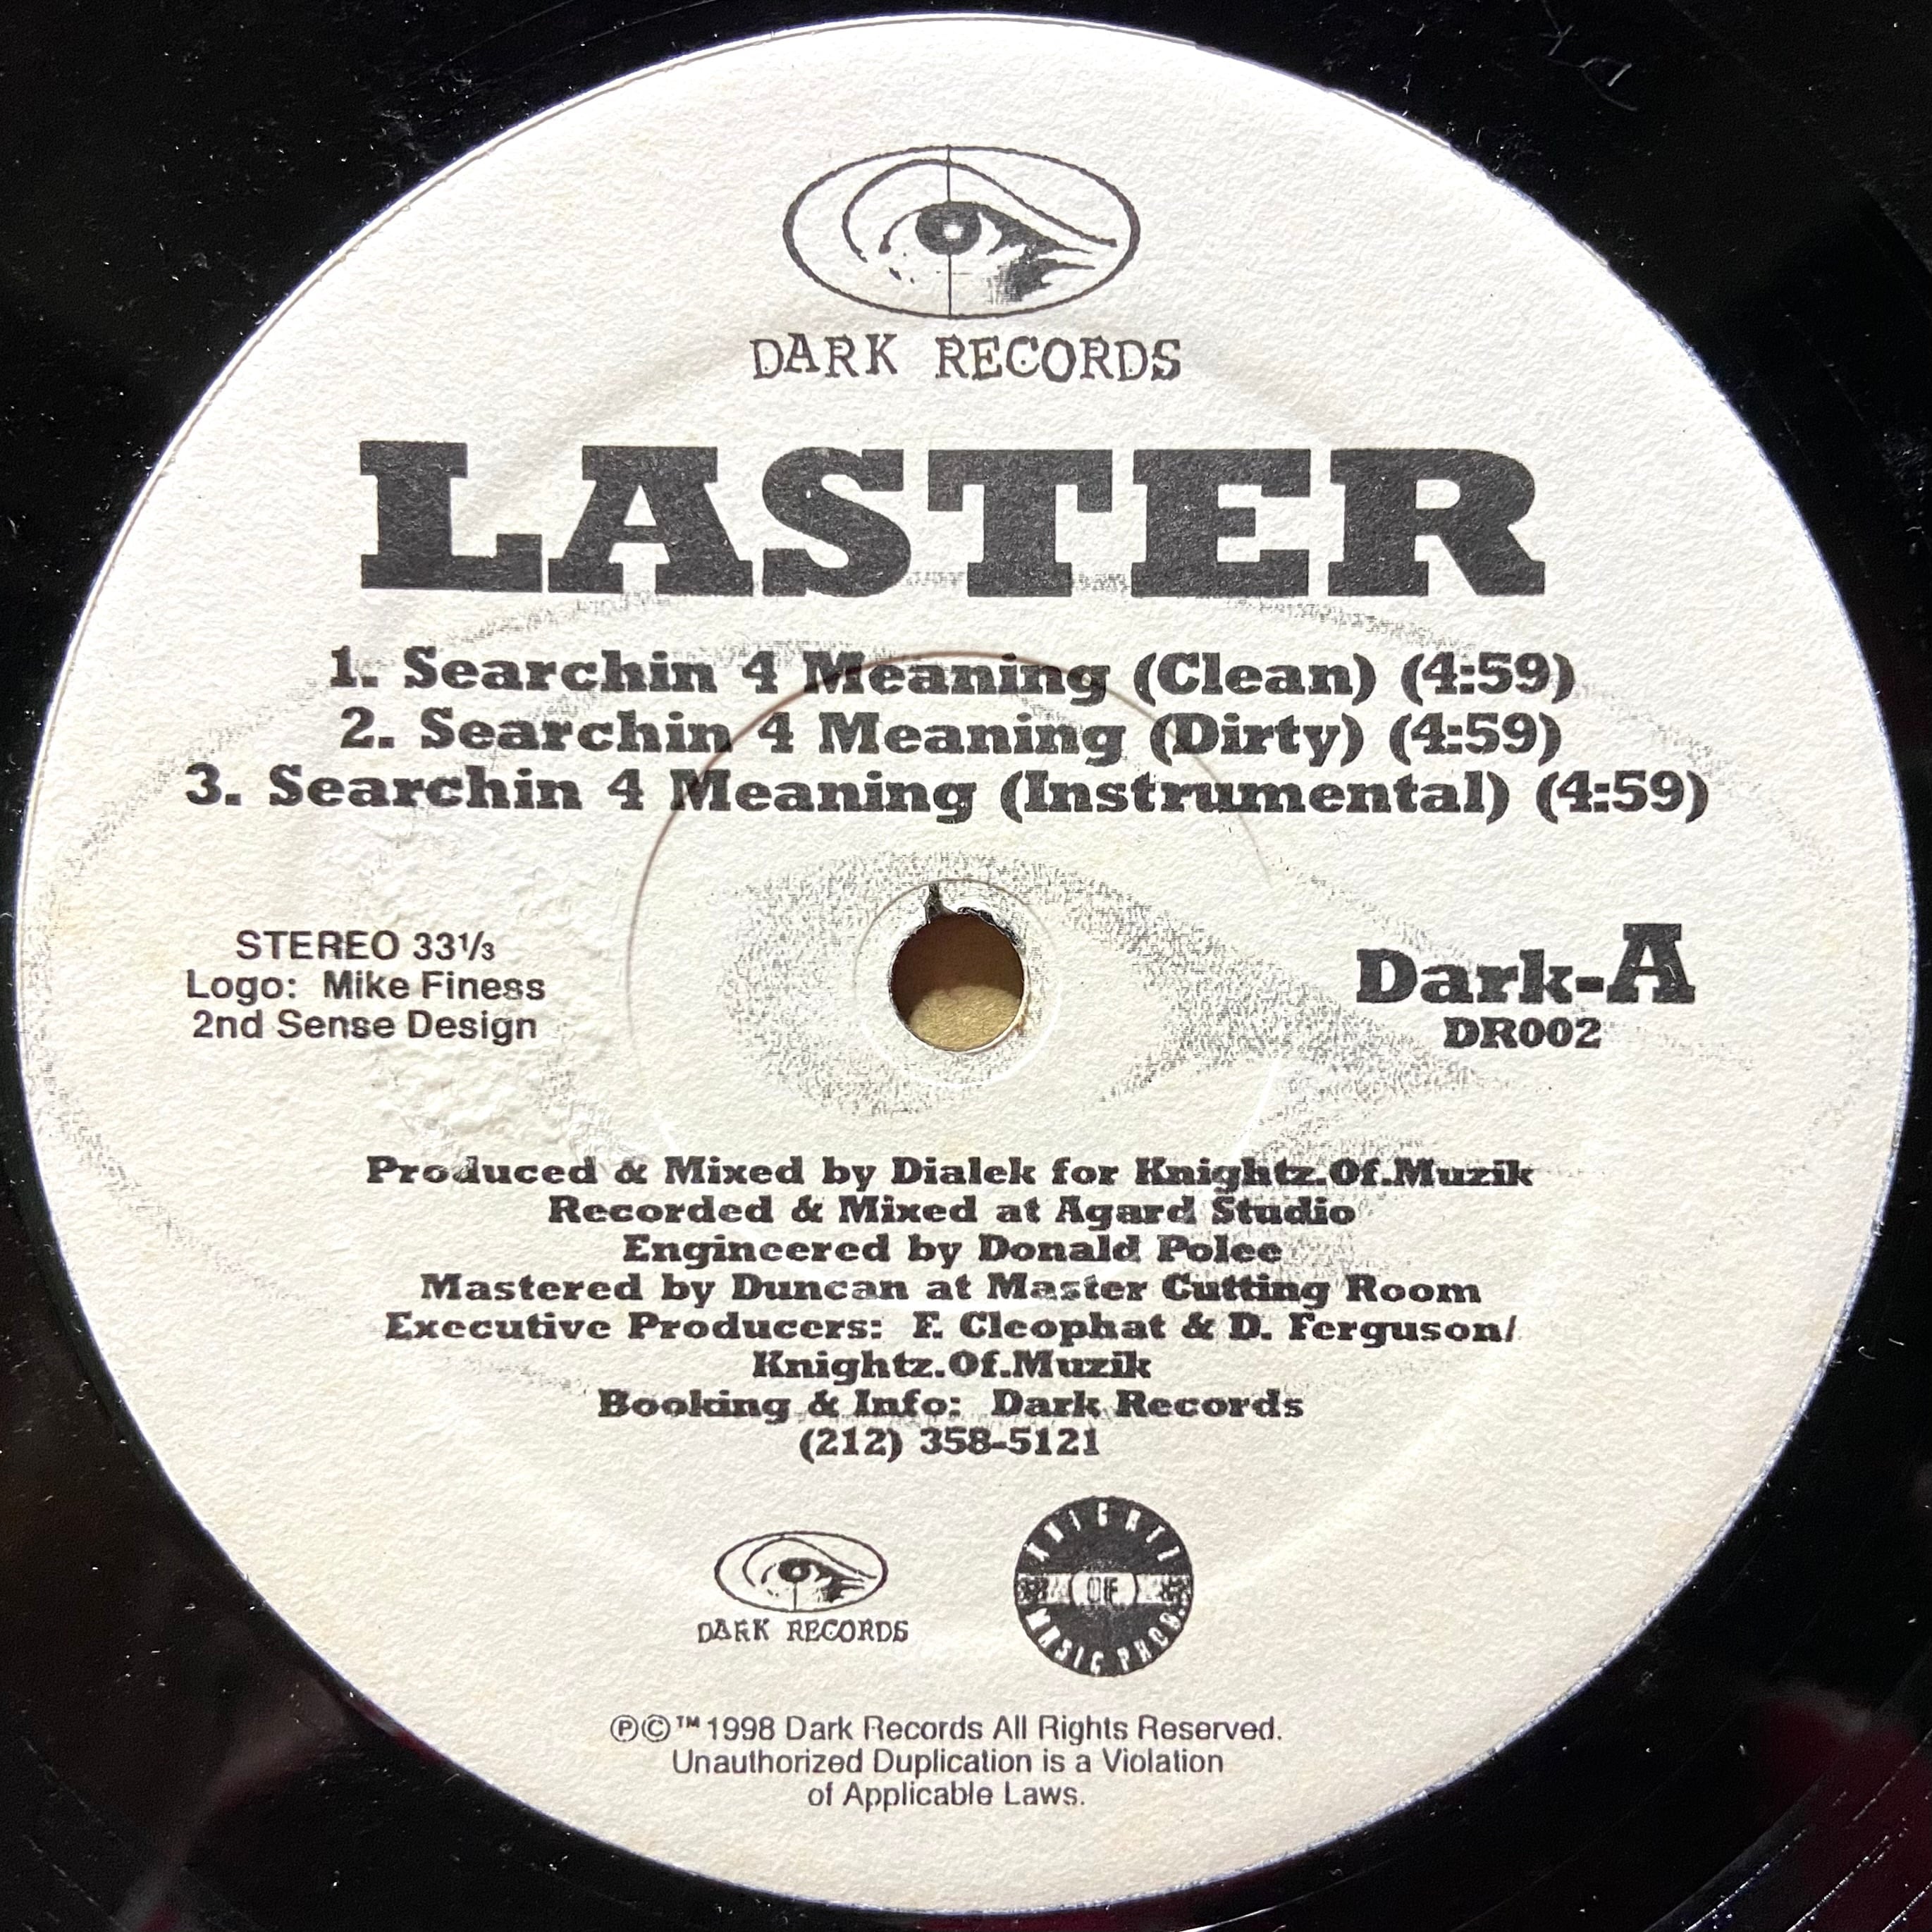 DARK RECORDS
LASTER
1. Searchin 4 Meaning (Clean) (4:59)
2. Searchin 4 Meaning (Dirty) (4:59)
3. Searchin 4 Meaning (Instrumental) (4:59)
STEREO 33⅓
Logo: Mike Finess
2nd Sense Design
Dark-A
DR002
Produced & Mixed by Dialek for Knightz.Of.Muzik
Recorded & Mixed at Agard Studio
Engineered by Donald Polee
Mastered by Duncan at Master Cutting Room
Executive Producers: F. Cleophat & D. Ferguson/
Knightz.Of.Muzik
Booking & Info: Dark Records
(212) 358-5121
DARK RECORDS
KNIGHTZ
OF
MUSIC PROD.
℗©™ 1998 Dark Records All Rights Reserved.
Unauthorized Duplication is a Violation
of Applicable Laws.